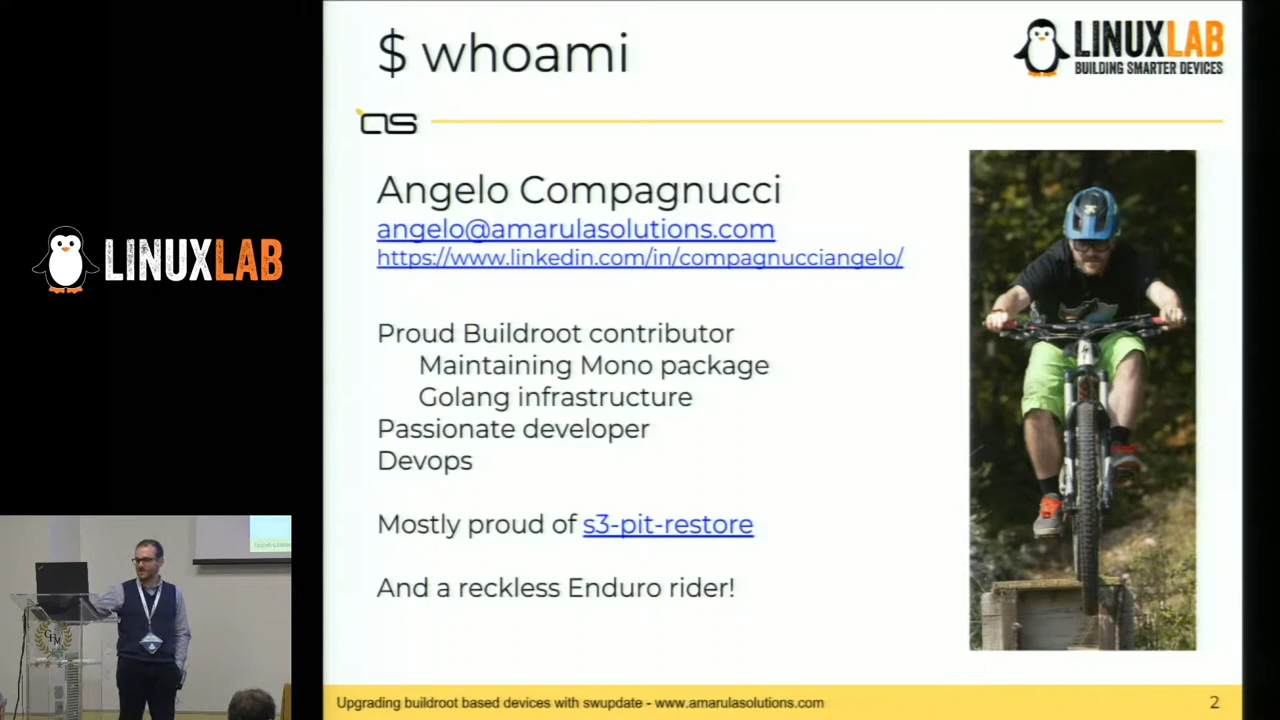 $ whoami
LINUXLAB
BUILDING SMARTER DEVICES
as
Angelo Compagnucci
angelo@amarulasolutions.com
https://www.linkedin.com/in/compagnucciangelo/
LINUXLAB
Proud Buildroot contributor
Maintaining Mono package
Golang infrastructure
Passionate developer
Devops
Mostly proud of s3-pit-restore
And a reckless Enduro rider!
GHM
Upgrading buildroot based devices with swupdate - www.amarulasolutions.com
2